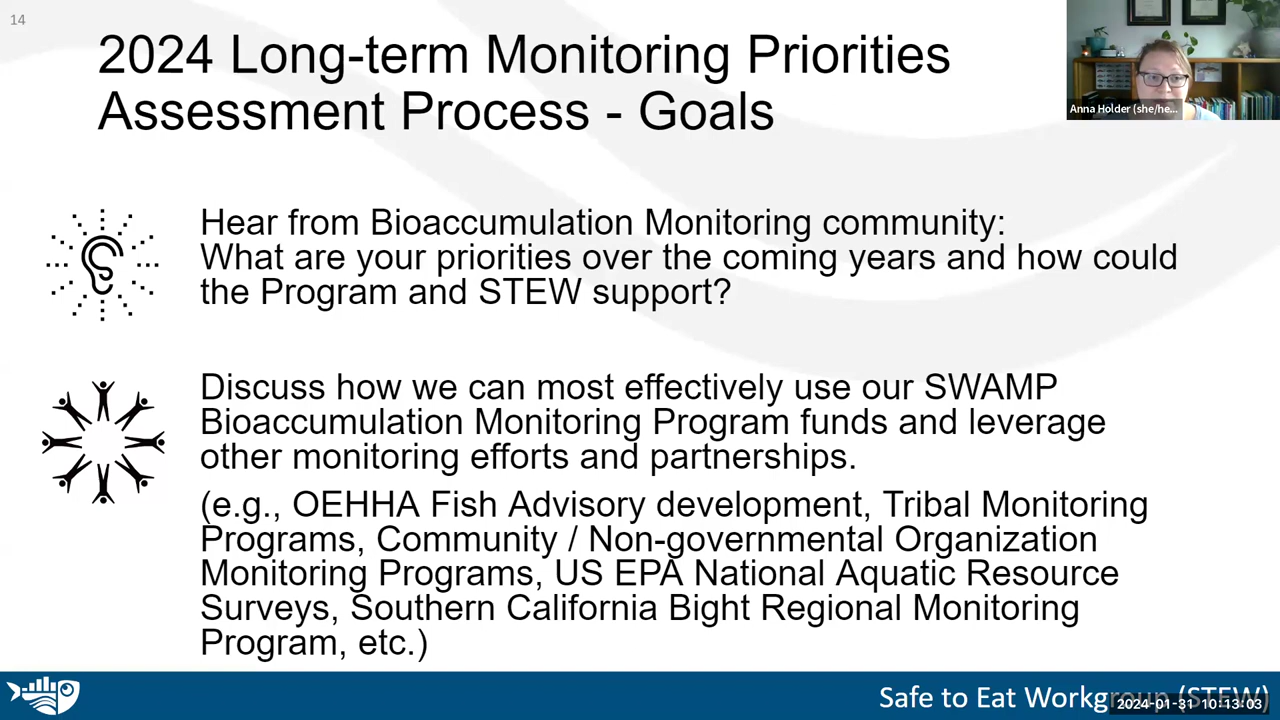 14
2024 Long-term Monitoring Priorities
Assessment Process - Goals
Anna Holder (she/he...
Hear from Bioaccumulation Monitoring community:
What are your priorities over the coming years and how could
the Program and STEW support?
Discuss how we can most effectively use our SWAMP
Bioaccumulation Monitoring Program funds and leverage
other monitoring efforts and partnerships.
(e.g., OEHHA Fish Advisory development, Tribal Monitoring
Programs, Community / Non-governmental Organization
Monitoring Programs, US EPA National Aquatic Resource
Surveys, Southern California Bight Regional Monitoring
Program, etc.)
Safe to Eat Workgroup (STEW)
2024-01-31 10:13:03